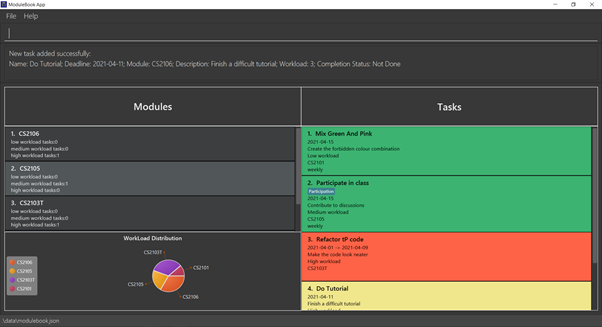 ModuleBook App
File Help
New task added successfully:
Name: Do Tutorial; Deadline: 2021-04-11; Module: CS2106; Description: Finish a difficult tutorial; Workload: 3; Completion Status: Not Done
Modules
1. CS2106
low workload tasks:0
medium workload tasks:0
high workload tasks:1
2. CS2105
low workload tasks:0
medium workload tasks:1
high workload tasks:0
3. CS2103T
low workload tasks:0
medium workload tasks:0
high workload tasks:1
WorkLoad Distribution
CS2106
CS2105
CS2103T
CS2101
CS2103T
CS2101
CS2105
CS2106
Tasks
1. Mix Green And Pink
2021-04-15
Create the forbidden colour combination
Low workload
CS2101
weekly
2. Participate in class
Participation
2021-04-15
Contribute to discussions
Medium workload
CS2105
weekly
3. Refactor tP code
2021-04-01 -> 2021-04-09
Make the code look neater
High workload
CS2103T
4. Do Tutorial
2021-04-11
Finish a difficult tutorial
\data\modulebook.json